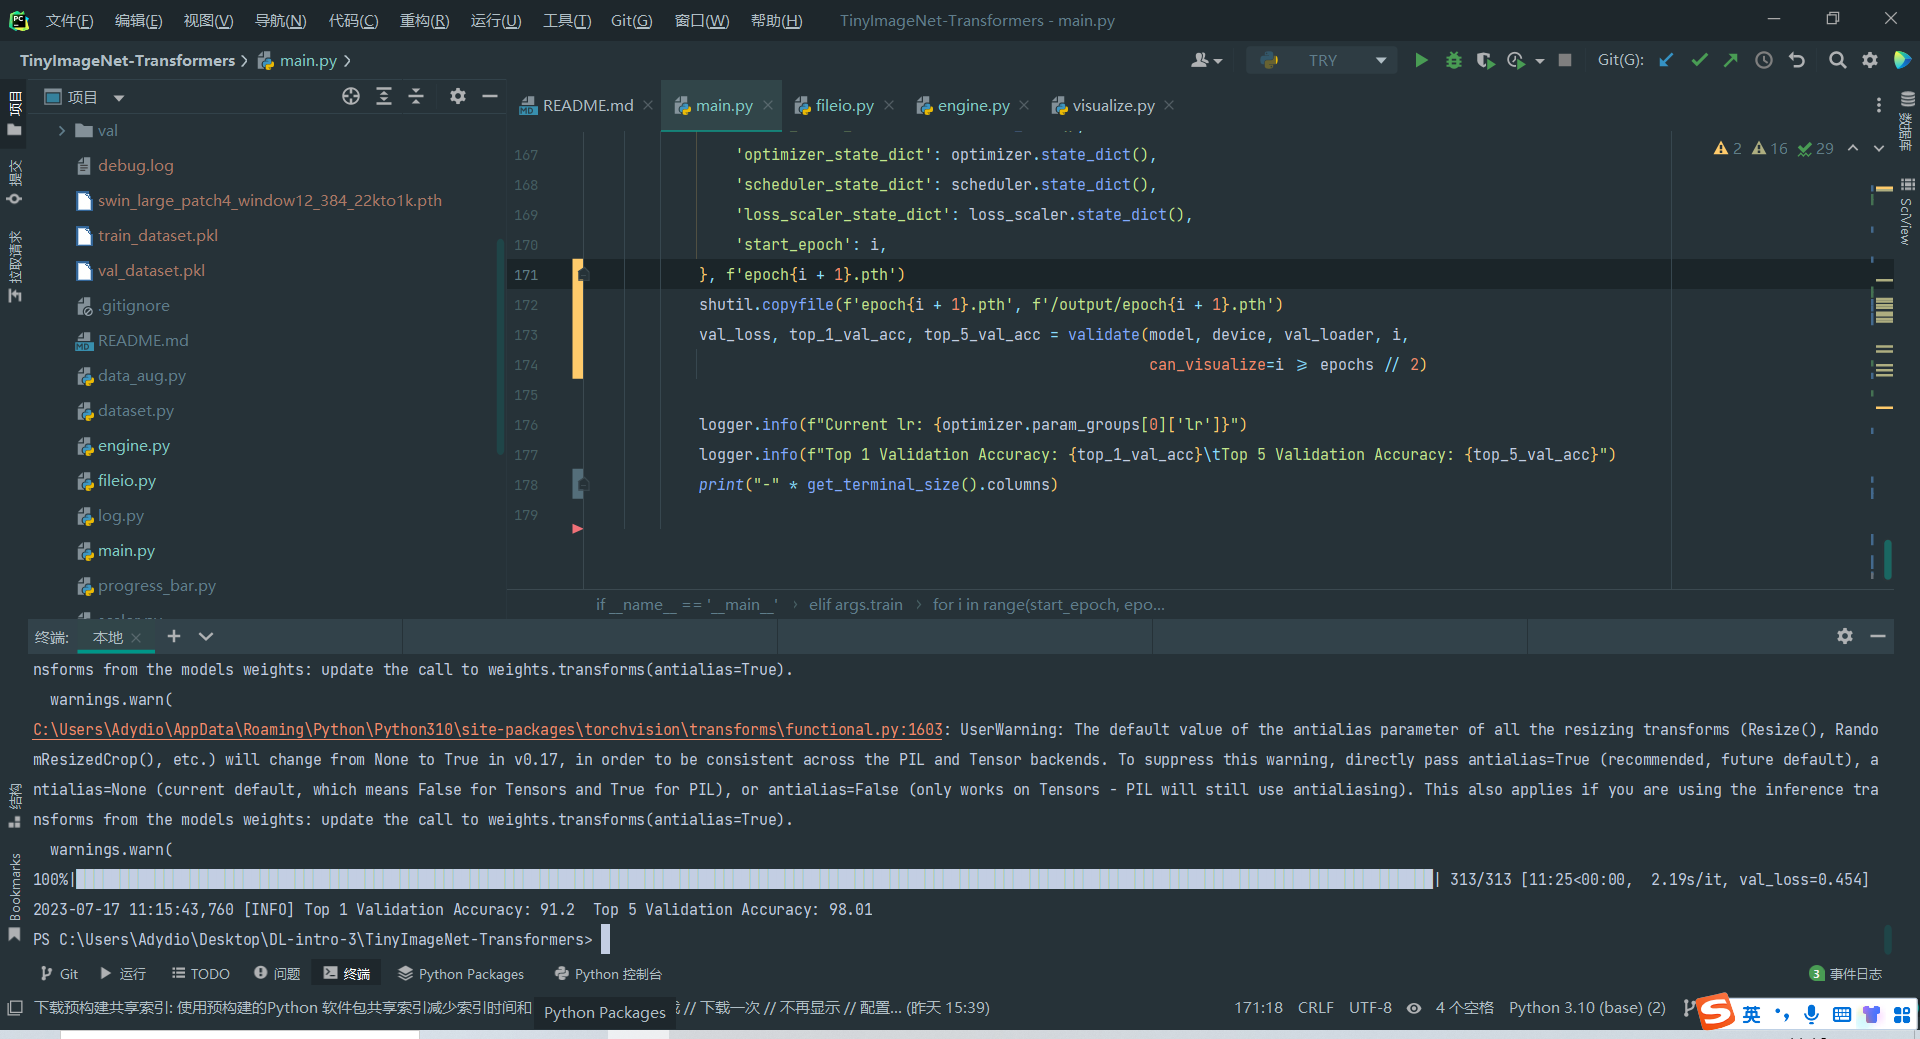 文件(F) 编辑(E) 视图(V) 导航(N) 代码(C) 重构(R) 运行(U) 工具(T) Git(G) 窗口(W) 帮助(H) TinyImageNet-Transformers - main.py
TinyImageNet-Transformers main.py TRY Git(G):
项目
README.md main.py fileio.py engine.py visualize.py
项目
提交
拉取请求
结构
Bookmarks
数据库
SciView
val
debug.log
swin_large_patch4_window12_384_22kto1k.pth
train_dataset.pkl
val_dataset.pkl
.gitignore
README.md
data_aug.py
dataset.py
engine.py
fileio.py
log.py
main.py
progress_bar.py
2 16 29
167 'optimizer_state_dict': optimizer.state_dict(),
168 'scheduler_state_dict': scheduler.state_dict(),
169 'loss_scaler_state_dict': loss_scaler.state_dict(),
170 'start_epoch': i,
171 }, f'epoch{i + 1}.pth')
172 shutil.copyfile(f'epoch{i + 1}.pth', f'/output/epoch{i + 1}.pth')
173 val_loss, top_1_val_acc, top_5_val_acc = validate(model, device, val_loader, i,
174 can_visualize=i >= epochs // 2)
175
176 logger.info(f"Current lr: {optimizer.param_groups[0]['lr']}")
177 logger.info(f"Top 1 Validation Accuracy: {top_1_val_acc}\tTop 5 Validation Accuracy: {top_5_val_acc}")
178 print("-" * get_terminal_size().columns)
179
if __name__ == '__main__' › elif args.train › for i in range(start_epoch, epo...
终端: 本地
nsforms from the models weights: update the call to weights.transforms(antialias=True).
warnings.warn(
C:\Users\Adydio\AppData\Roaming\Python\Python310\site-packages\torchvision\transforms\functional.py:1603: UserWarning: The default value of the antialias parameter of all the resizing transforms (Resize(), Rando
mResizedCrop(), etc.) will change from None to True in v0.17, in order to be consistent across the PIL and Tensor backends. To suppress this warning, directly pass antialias=True (recommended, future default), a
ntialias=None (current default, which means False for Tensors and True for PIL), or antialias=False (only works on Tensors - PIL will still use antialiasing). This also applies if you are using the inference tra
nsforms from the models weights: update the call to weights.transforms(antialias=True).
warnings.warn(
100%| | 313/313 [11:25<00:00, 2.19s/it, val_loss=0.454]
2023-07-17 11:15:43,760 [INFO] Top 1 Validation Accuracy: 91.2 Top 5 Validation Accuracy: 98.01
PS C:\Users\Adydio\Desktop\DL-intro-3\TinyImageNet-Transformers>
Git 运行 TODO 问题 终端 Python Packages Python 控制台 3 事件日志
下载预构建共享索引: 使用预构建的Python 软件包共享索引减少索引时间和 // 下载一次 // 不再显示 // 配置... (昨天 15:39) 171:18 CRLF UTF-8 4 个空格 Python 3.10 (base) (2)
Python Packages
S 英